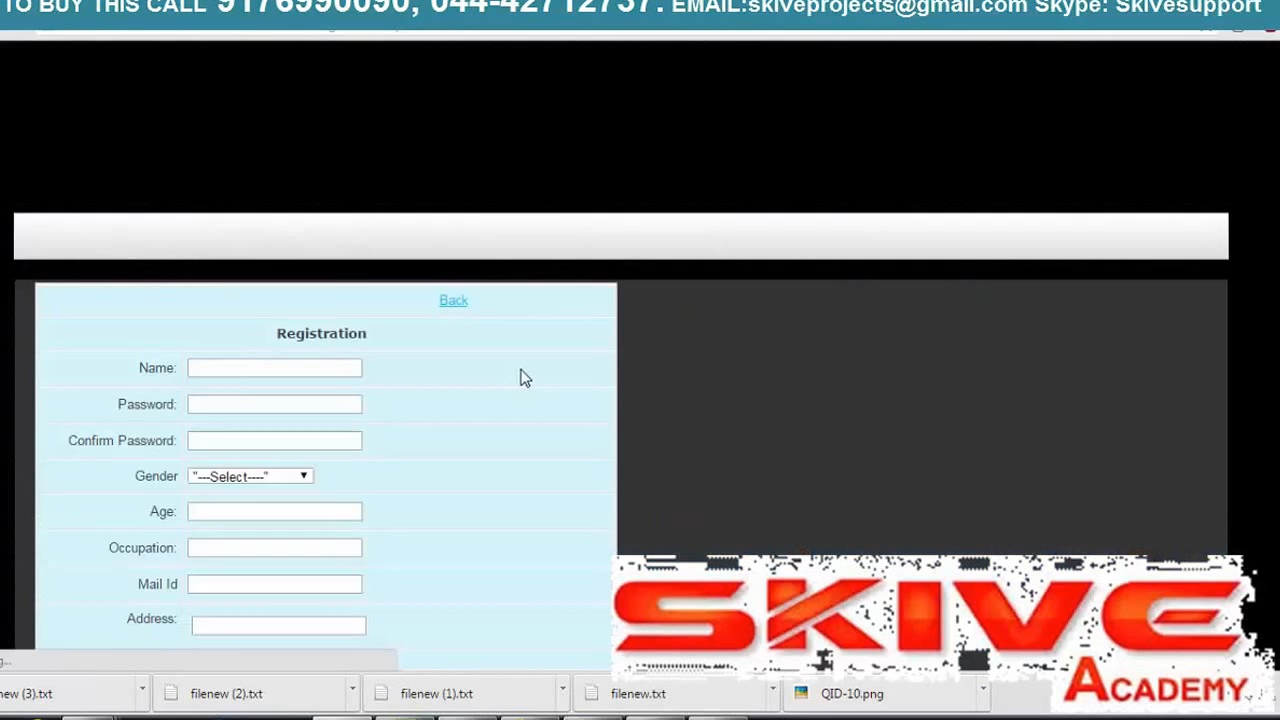 TO BUY THIS CALL 9176990090, 044-42712737. EMAIL:skiveprojects@gmail.com Skype: Skivesupport
Back
Registration
Name:
Password:
Confirm Password:
Gender "---Select----"
Age:
Occupation:
Mail Id
Address:
SKIVE
ACADEMY
new (3).txt filenew (2).txt filenew (1).txt filenew.txt QID-10.png